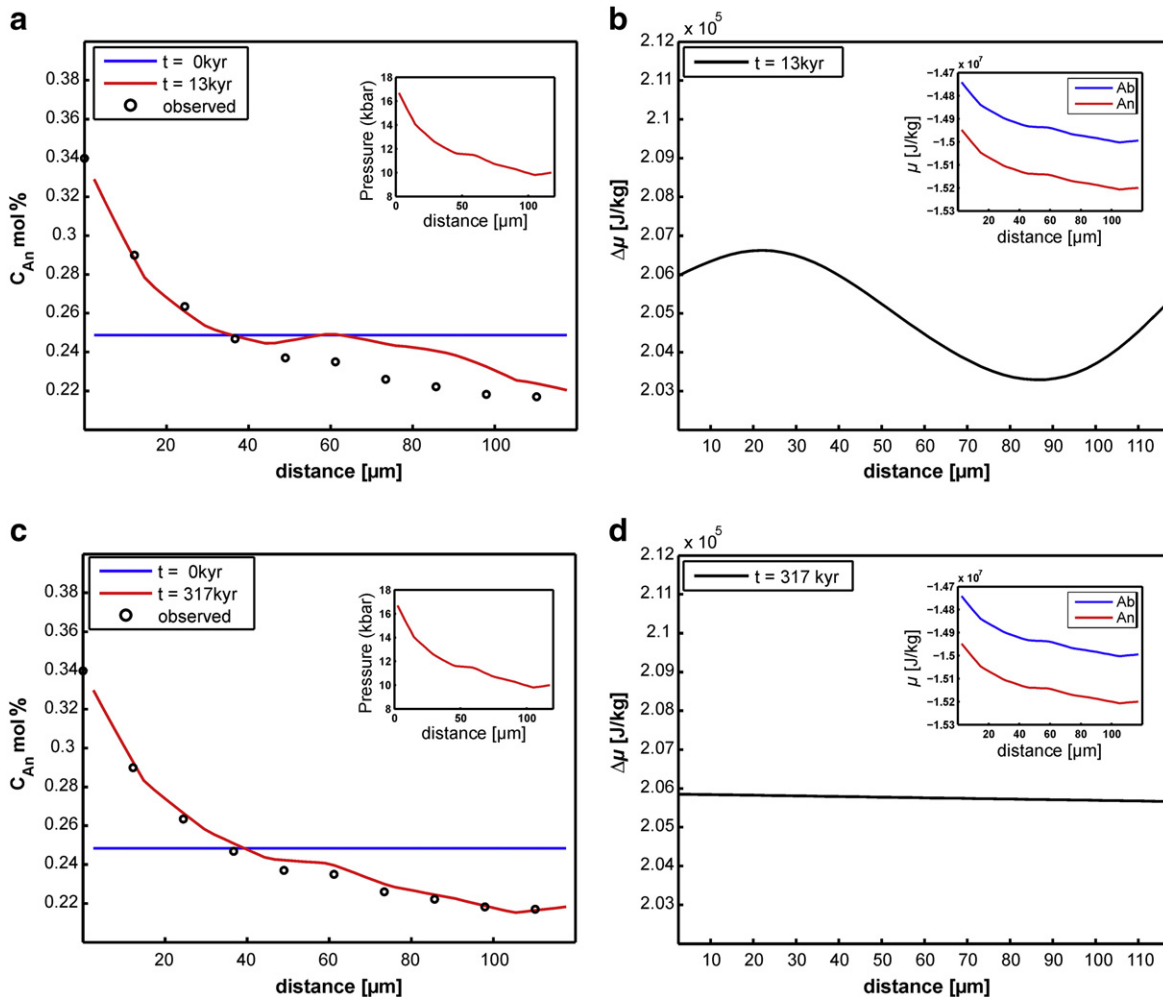 a
0.38
0.36
0.34
0.32
0.3
0.28
0.26
0.24
0.22
C_An mol%
t = 0kyr
t = 13kyr
observed
18
16
14
12
10
8
Pressure (kbar)
0 50 100
distance [µm]
20 40 60 80 100
distance [µm]
b
x 10^5
2.12
2.11
2.1
2.09
2.08
2.07
2.06
2.05
2.04
2.03
Δµ [J/kg]
t = 13kyr
x 10^7
−1.47
−1.49
−1.5
−1.51
−1.52
−1.53
µ [J/kg]
Ab
An
20 40 60 80 100
distance [µm]
10 20 30 40 50 60 70 80 90 100 110
distance [µm]
c
0.38
0.36
0.34
0.32
0.3
0.28
0.26
0.24
0.22
C_An mol%
t = 0kyr
t = 317kyr
observed
18
16
14
12
10
8
Pressure (kbar)
0 50 100
distance [µm]
20 40 60 80 100
distance [µm]
d
x 10^5
2.12
2.11
2.1
2.09
2.08
2.07
2.06
2.05
2.04
2.03
Δµ [J/kg]
t = 317 kyr
x 10^7
−1.47
−1.49
−1.5
−1.51
−1.52
−1.53
µ [J/kg]
Ab
An
20 40 60 80 100
distance [µm]
10 20 30 40 50 60 70 80 90 100 110
distance [µm]